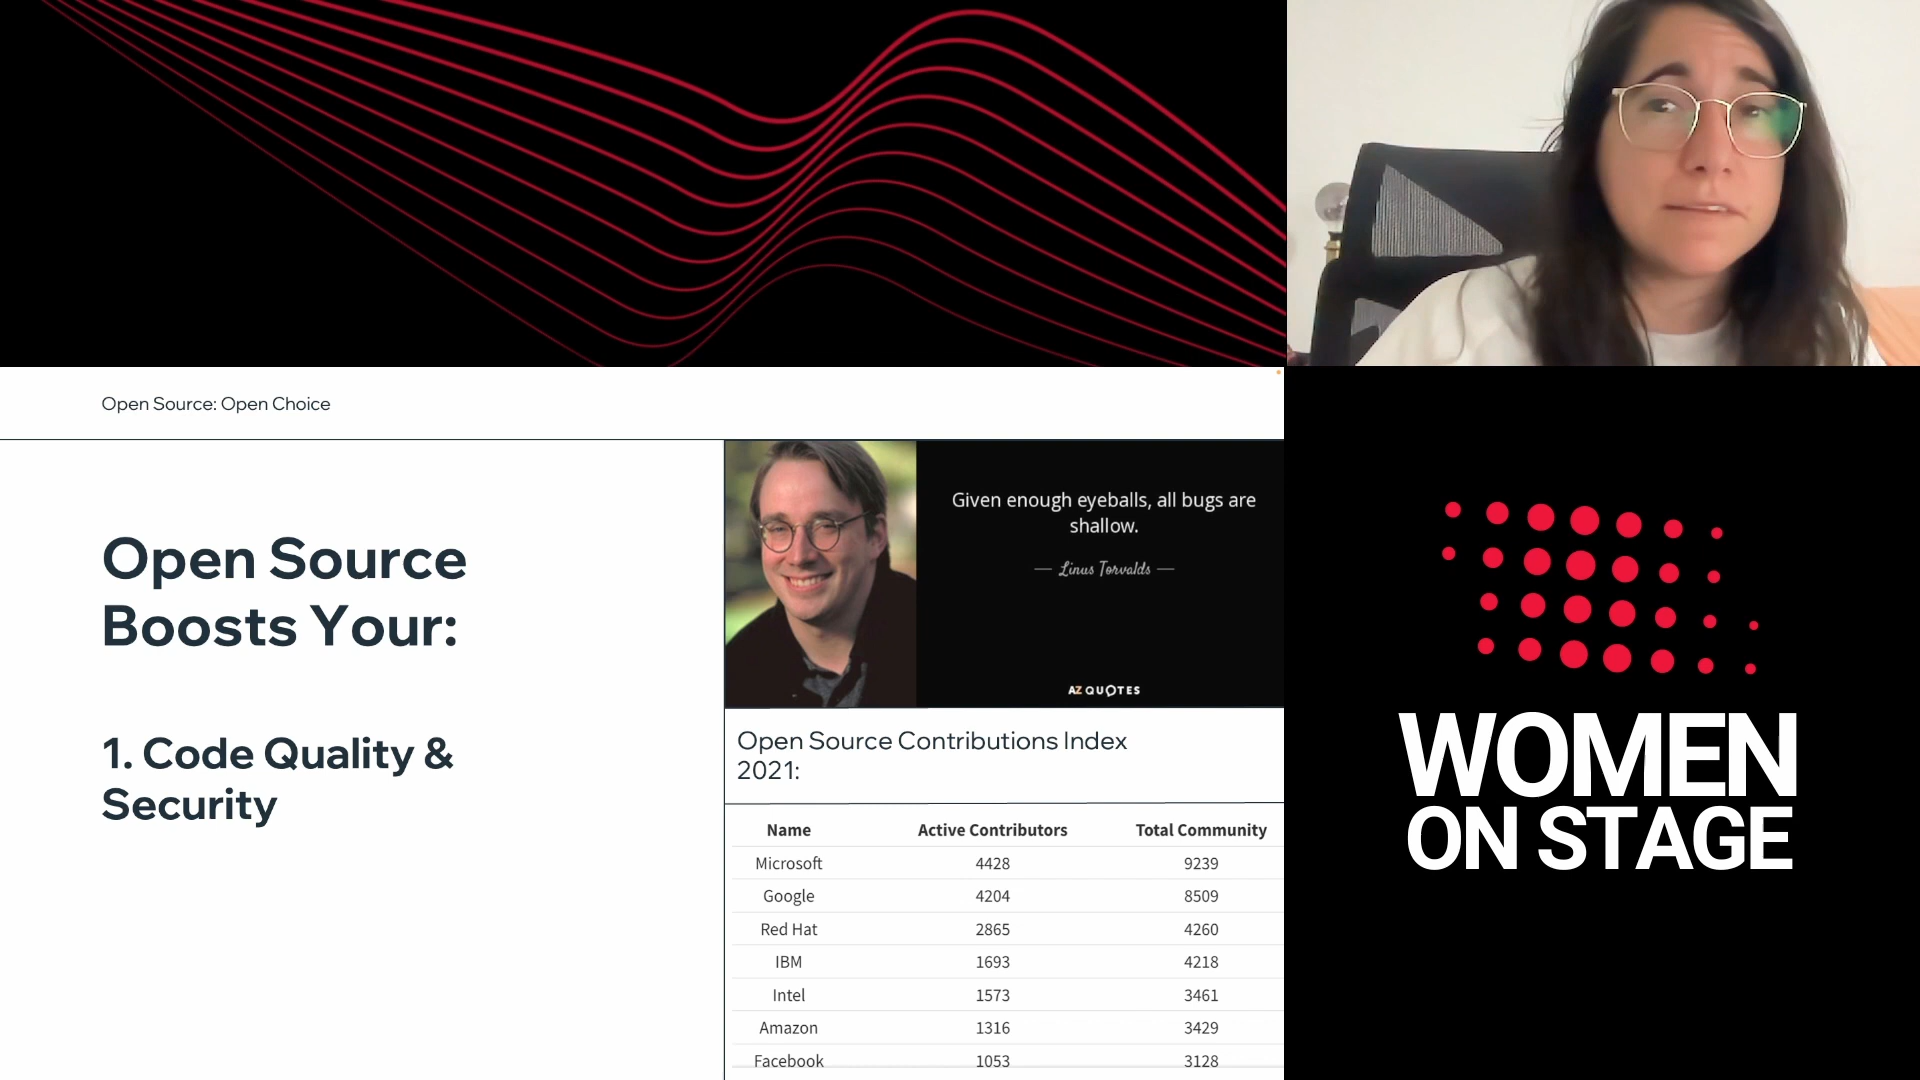 Open Source: Open Choice
Open Source
Boosts Your:
1. Code Quality &
Security
Given enough eyeballs, all bugs are
shallow.
— Linus Torvalds —
AZ QUOTES
Open Source Contributions Index
2021:
Name Active Contributors Total Community
Microsoft 4428 9239
Google 4204 8509
Red Hat 2865 4260
IBM 1693 4218
Intel 1573 3461
Amazon 1316 3429
Facebook 1053 3128
WOMEN
ON STAGE